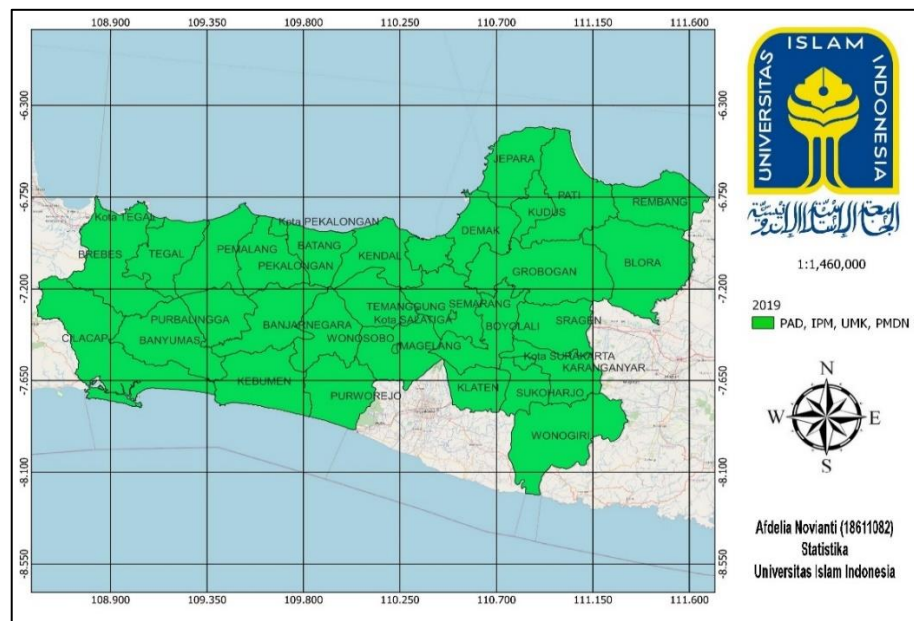 108.900 109.350 109.800 110.250 110.700 111.150 111.600
-6.300
-6.750
-7.200
-7.650
-8.100
-8.550
JEPARA
PATI
Kota TEGAL
Kota PEKALONGAN
KUDUS
REMBANG
DEMAK
BREBES
TEGAL
PEMALANG
BATANG
KENDAL
PEKALONGAN
GROBOGAN
BLORA
TEMANGGUNG
SEMARANG
PURBALINGGA
Kota SALATIGA
SRAGEN
BANJARNEGARA
BOYOLALI
CILACAP
BANYUMAS
WONOSOBO
MAGELANG
Kota SURAKARTA
KARANGANYAR
KEBUMEN
PURWOREJO
KLATEN
SUKOHARJO
WONOGIRI
-6.300
-6.750
-7.200
-7.650
-8.100
-8.550
108.900 109.350 109.800 110.250 110.700 111.150 111.600
UNIVERSITAS
ISLAM
INDONESIA
1:1,460,000
2019
PAD, IPM, UMK, PMDN
N
W
E
S
Afdelia Novianti (18611082)
Statistika
Universitas Islam Indonesia